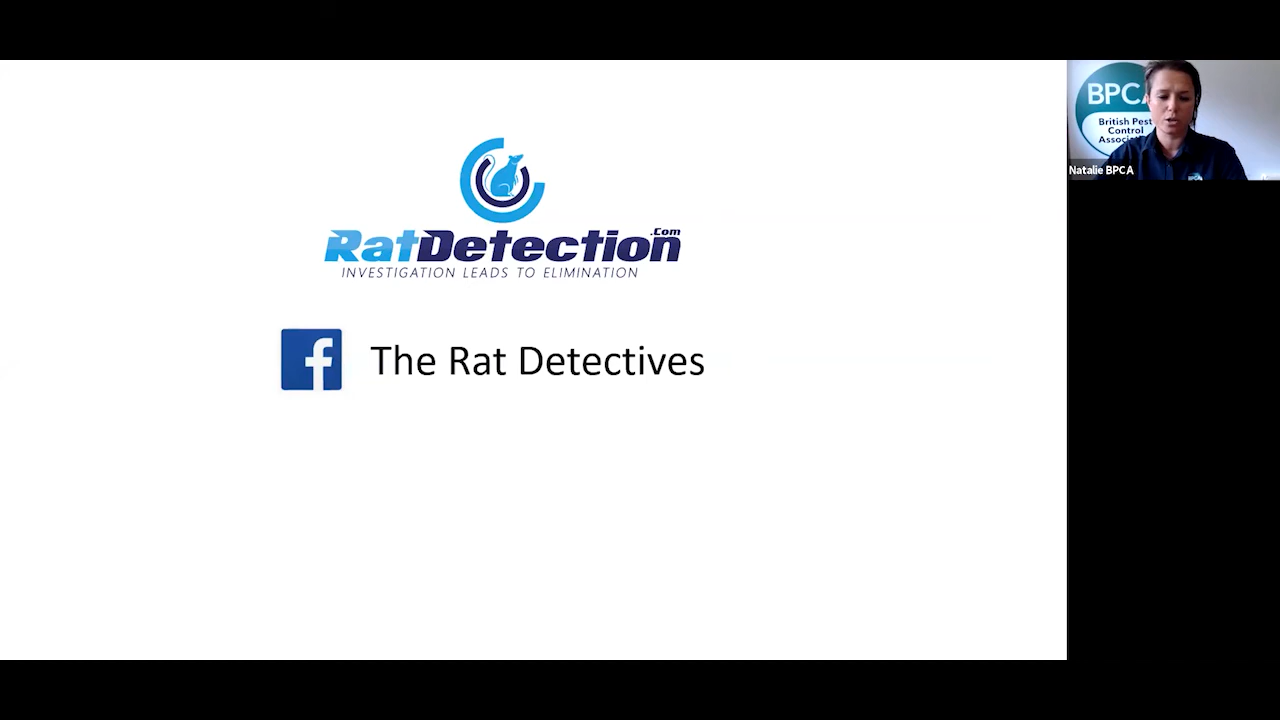 RatDetection
.Com
INVESTIGATION LEADS TO ELIMINATION
f The Rat Detectives
BPCA
British Pest
Control
Natalie BPCA